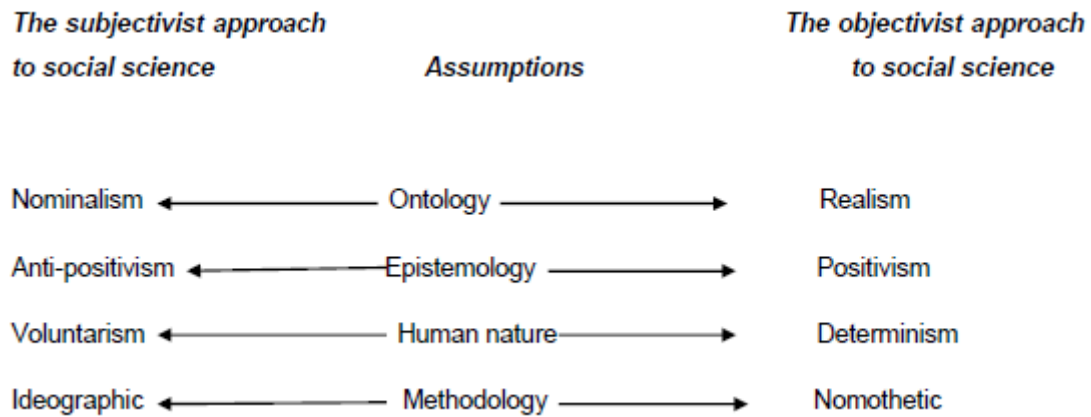 The subjectivist approach The objectivist approach
to social science Assumptions to social science
Nominalism Ontology Realism
Anti-positivism Epistemology Positivism
Voluntarism Human nature Determinism
Ideographic Methodology Nomothetic